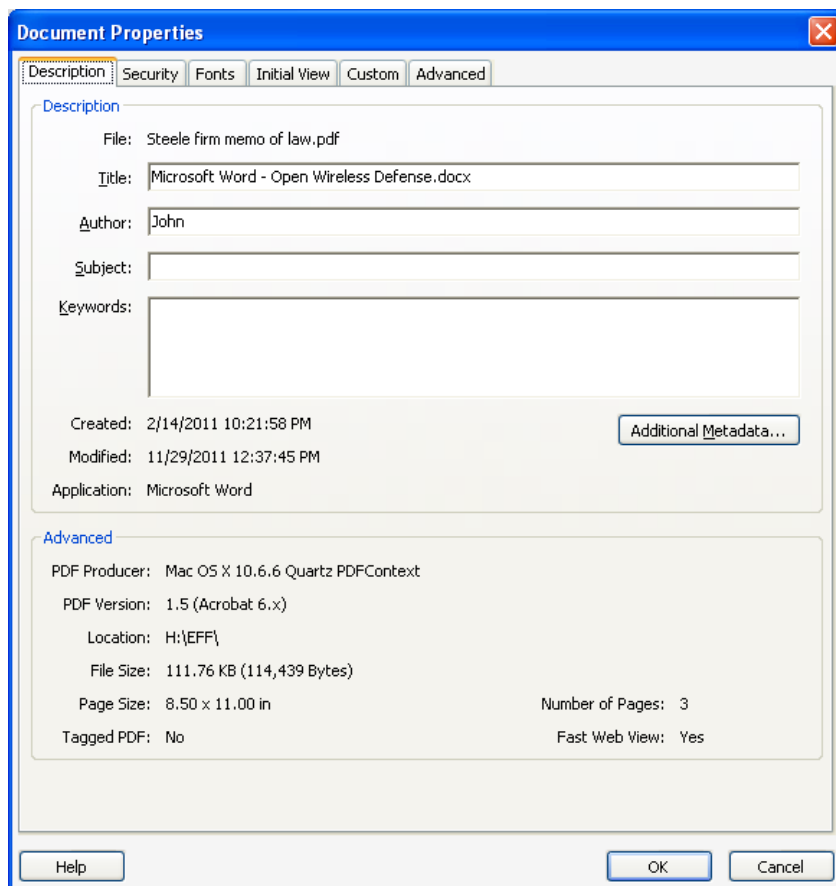 Document Properties
Description Security Fonts Initial View Custom Advanced
Description
File: Steele firm memo of law.pdf
Title: Microsoft Word - Open Wireless Defense.docx
Author: John
Subject:
Keywords:
Created: 2/14/2011 10:21:58 PM
Additional Metadata...
Modified: 11/29/2011 12:37:45 PM
Application: Microsoft Word
Advanced
PDF Producer: Mac OS X 10.6.6 Quartz PDFContext
PDF Version: 1.5 (Acrobat 6.x)
Location: H:\EFF\
File Size: 111.76 KB (114,439 Bytes)
Page Size: 8.50 x 11.00 in Number of Pages: 3
Tagged PDF: No Fast Web View: Yes
Help OK Cancel